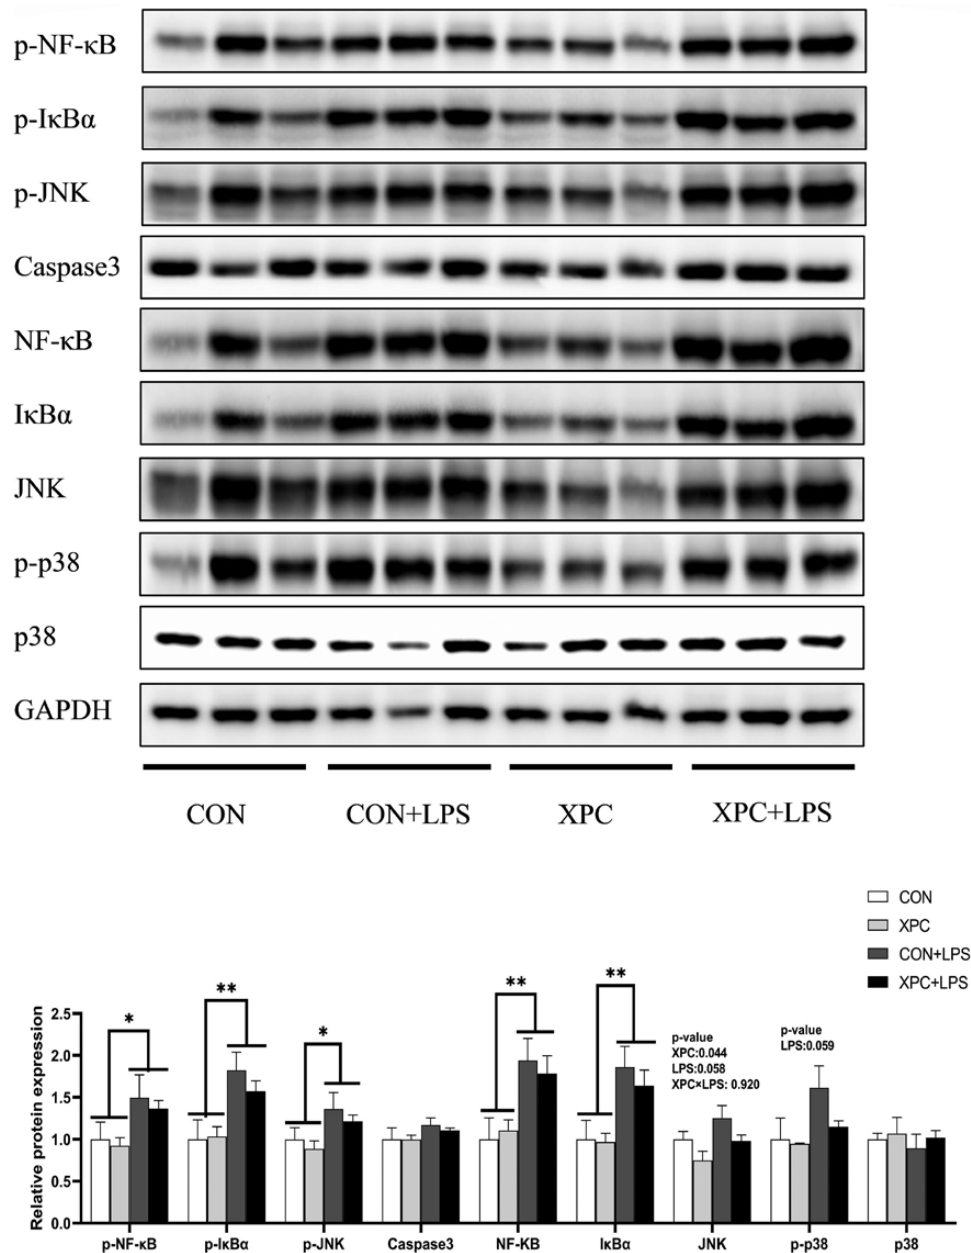 p-NF-κB
p-IκBα
p-JNK
Caspase3
NF-κB
IκBα
JNK
p-p38
p38
GAPDH
CON CON+LPS XPC XPC+LPS
CON
XPC
CON+LPS
XPC+LPS
Relative protein expression
2.5
2.0
1.5
1.0
0.5
0.0
*
**
*
**
**
p-value
XPC:0.044
LPS:0.058
XPC×LPS: 0.920
p-value
LPS:0.059
p-NF-κB p-IκBα p-JNK Caspase3 NF-KB IκBα JNK p-p38 p38